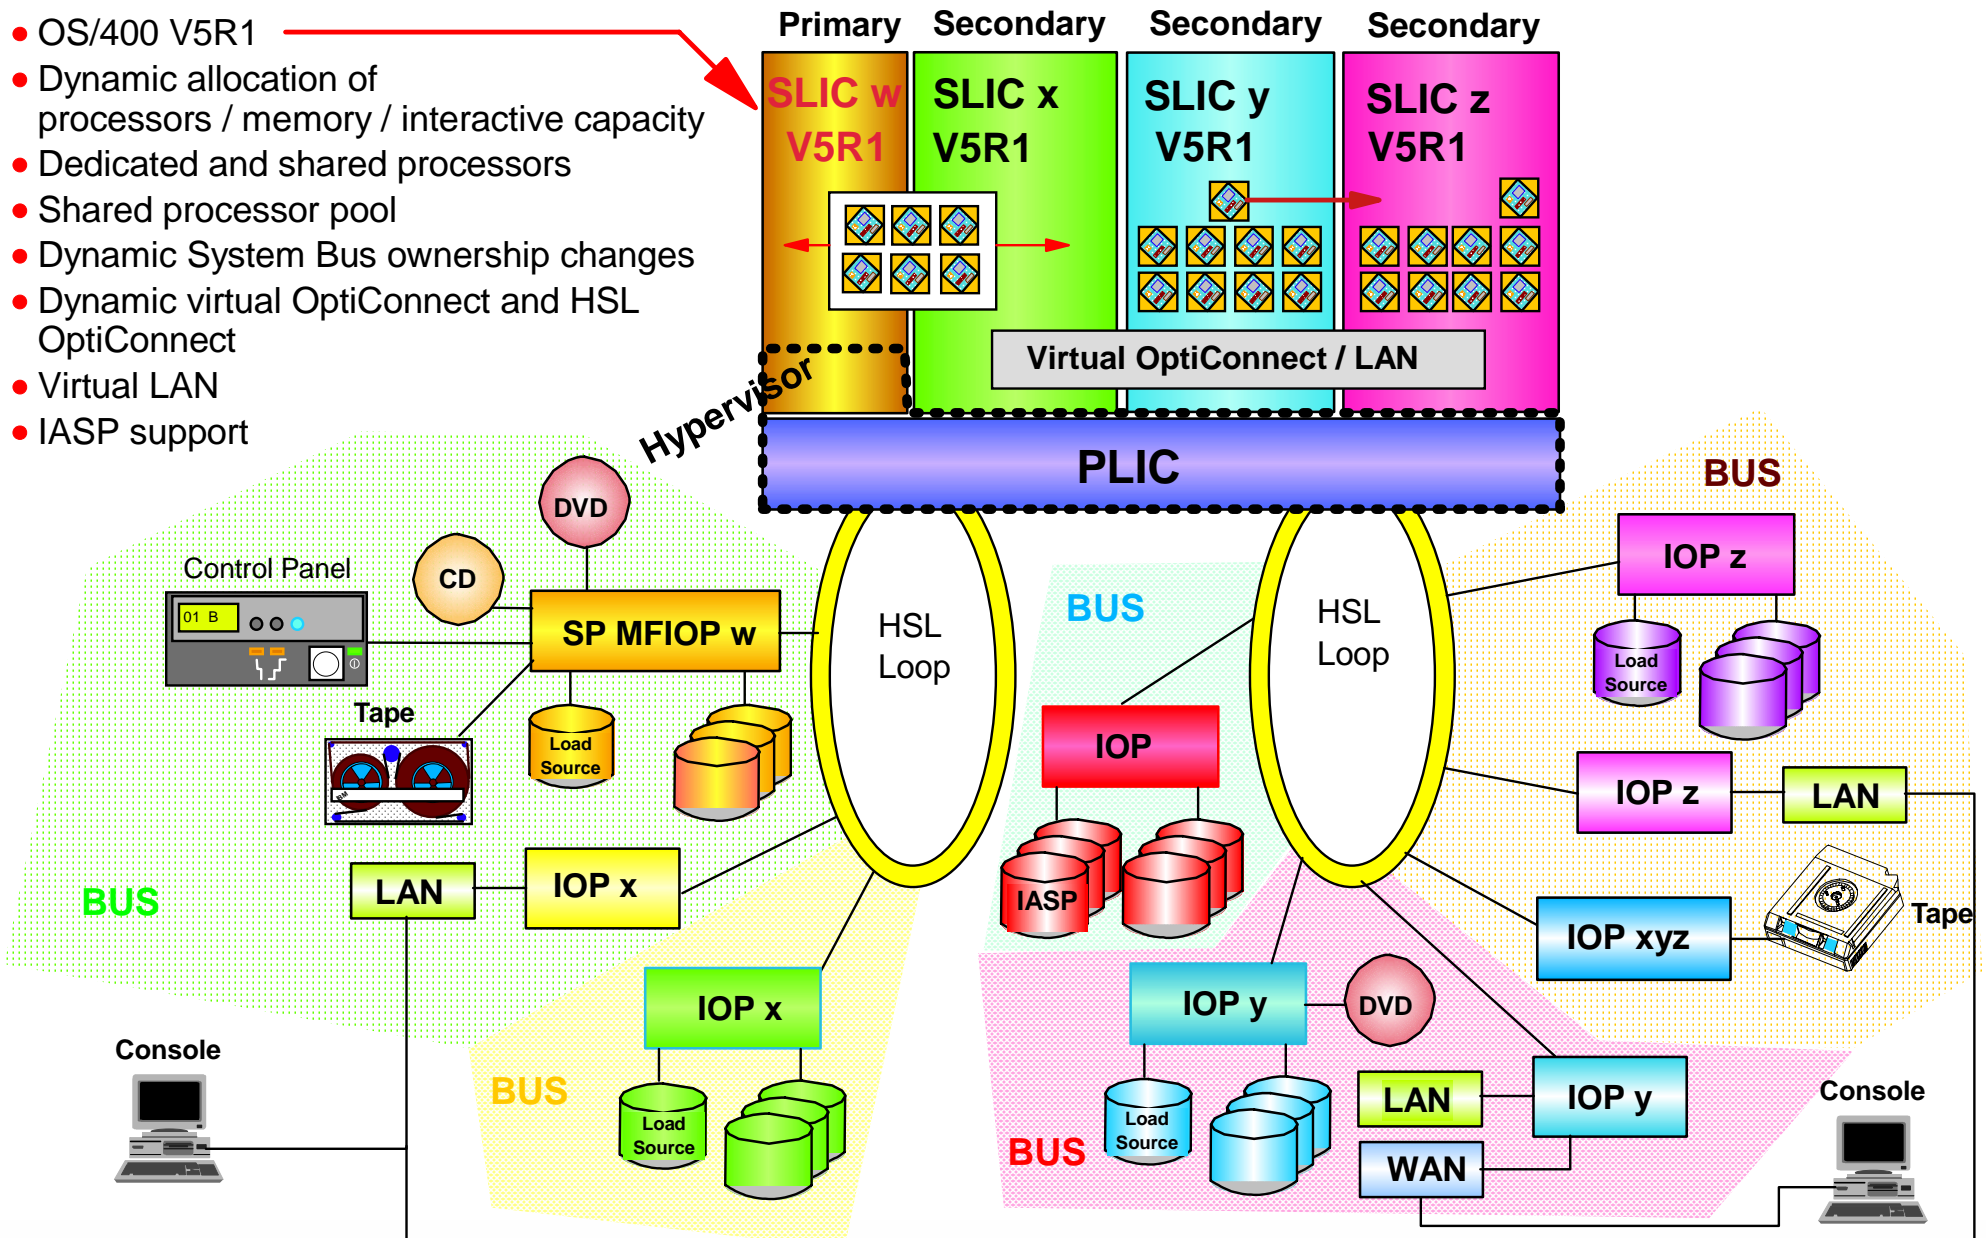 OS/400 V5R1
Dynamic allocation of
processors / memory / interactive capacity
Dedicated and shared processors
Shared processor pool
Dynamic System Bus ownership changes
Dynamic virtual OptiConnect and HSL
OptiConnect
Virtual LAN
IASP support
Primary
Secondary
Secondary
Secondary
SLIC w
V5R1
SLIC x
V5R1
SLIC y
V5R1
SLIC z
V5R1
Virtual OptiConnect / LAN
Hypervisor
PLIC
DVD
CD
Control Panel
01 B
SP MFIOP w
Tape
Load
Source
HSL
Loop
LAN
IOP x
BUS
IOP x
BUS
Load
Source
Console
BUS
IOP
IASP
HSL
Loop
BUS
IOP z
Load
Source
IOP z
LAN
IOP xyz
Tape
IOP y
DVD
Load
Source
BUS
LAN
IOP y
WAN
Console